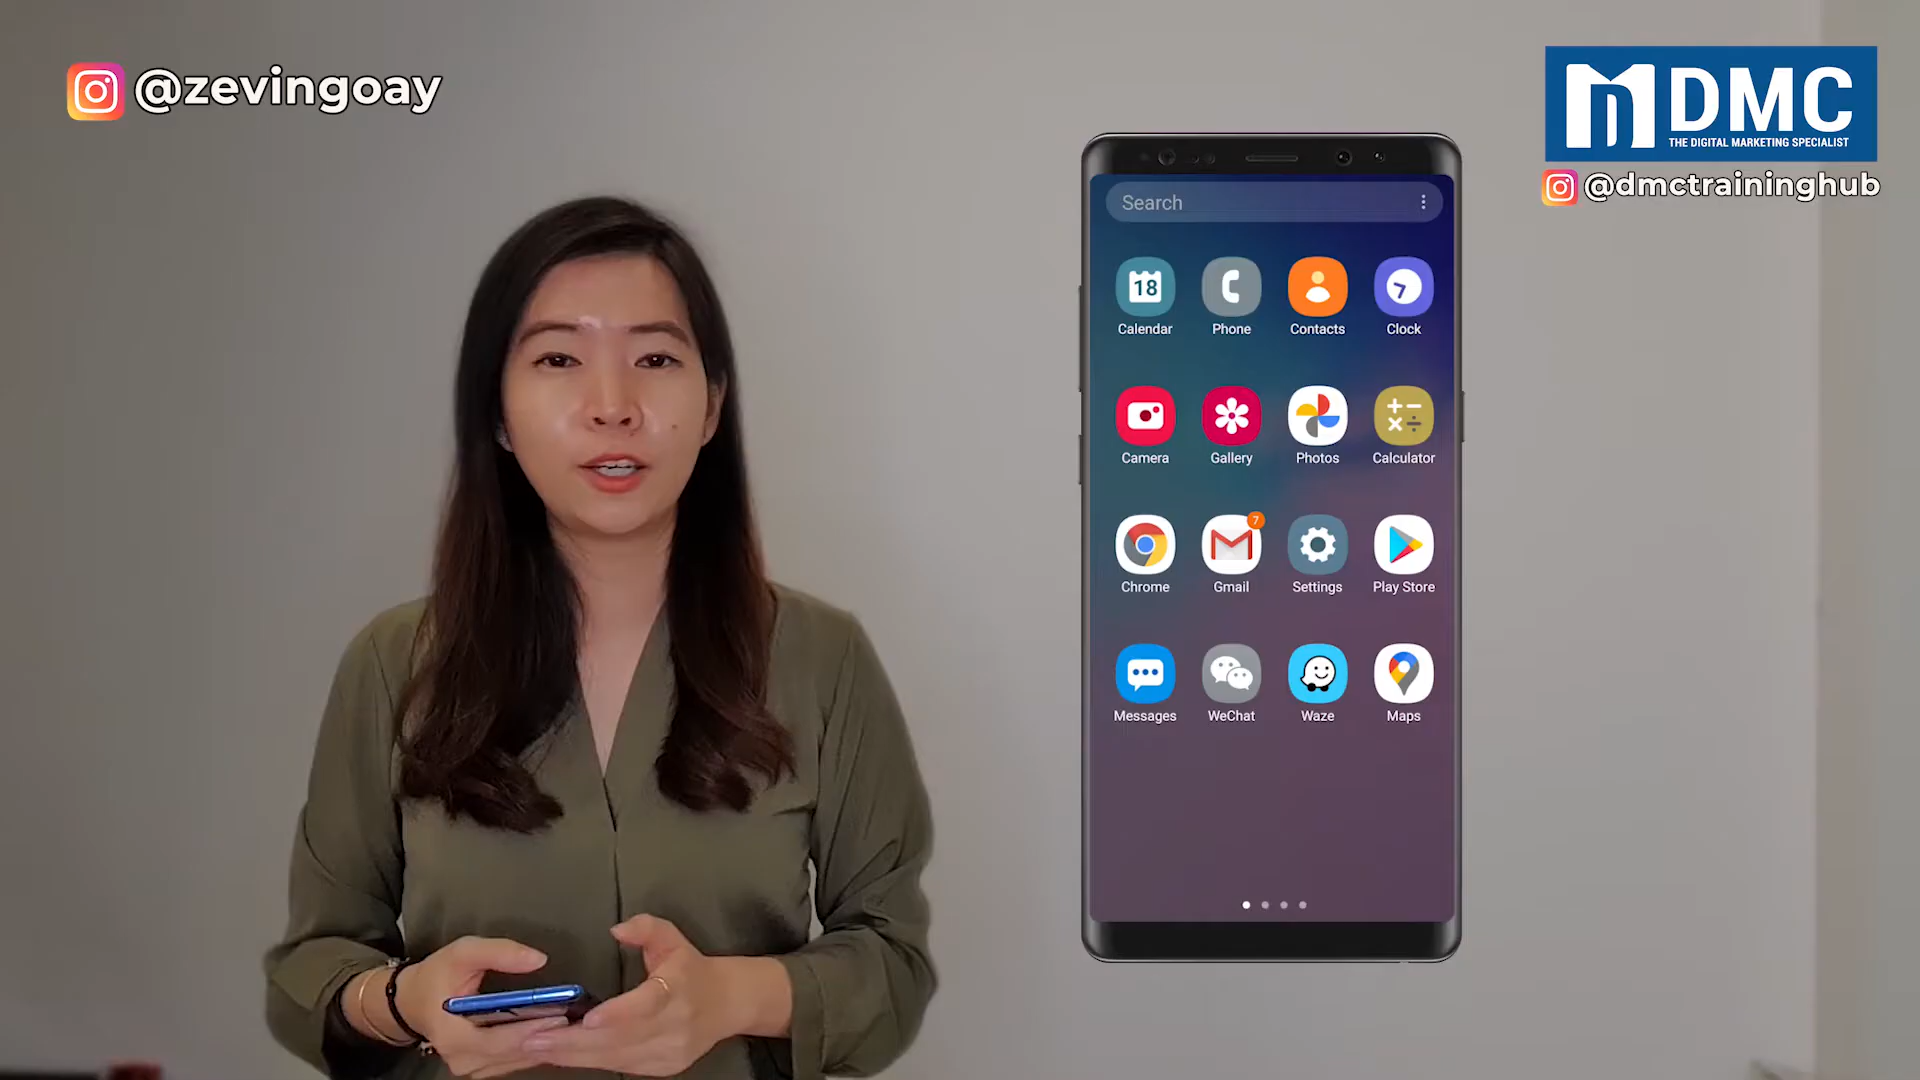 @zevingoay
DMC
THE DIGITAL MARKETING SPECIALIST
@dmctraininghub
Search
18
Calendar
Phone
Contacts
Clock
Camera
Gallery
Photos
Calculator
7
Chrome
Gmail
Settings
Play Store
Messages
WeChat
Waze
Maps